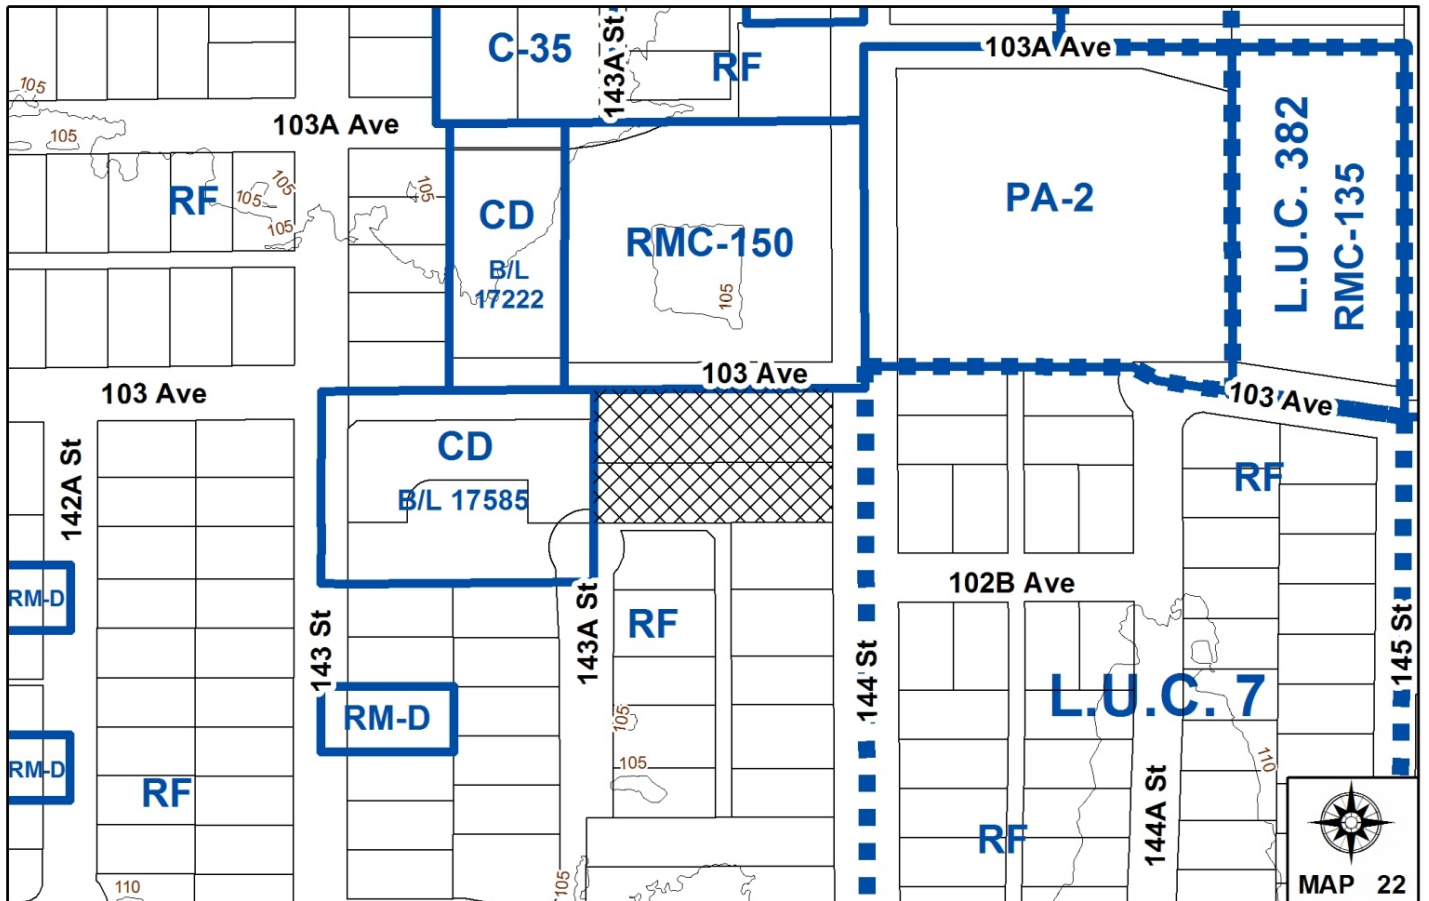 C-35
143A St
RF
103A Ave
105
105
103A Ave
RF
105
105
105
105
CD
B/L
17222
RMC-150
105
PA-2
L.U.C. 382
RMC-135
103 Ave
103 Ave
103 Ave
142A St
CD
B/L 17585
RF
102B Ave
RM-D
143 St
143A St
RF
144 St
145 St
L.U.C. 7
RM-D
105
105
110
RM-D
RF
144A St
RF
110
105
MAP 22